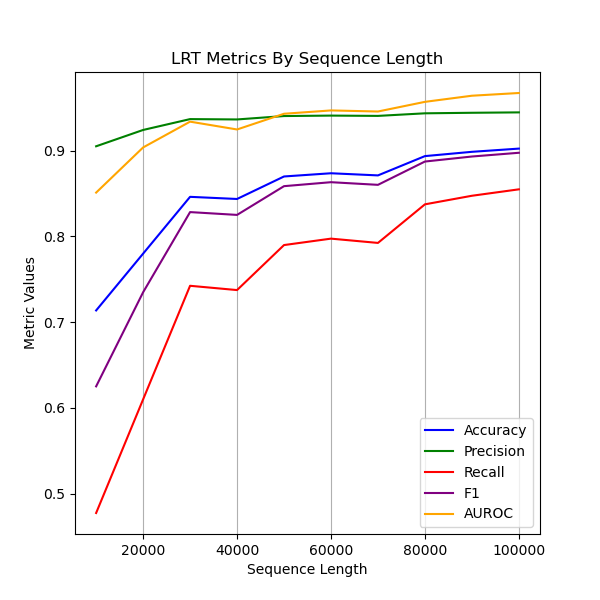 LRT Metrics By Sequence Length
Metric Values
0.9
0.8
0.7
0.6
0.5
Accuracy
Precision
Recall
F1
AUROC
20000 40000 60000 80000 100000
Sequence Length